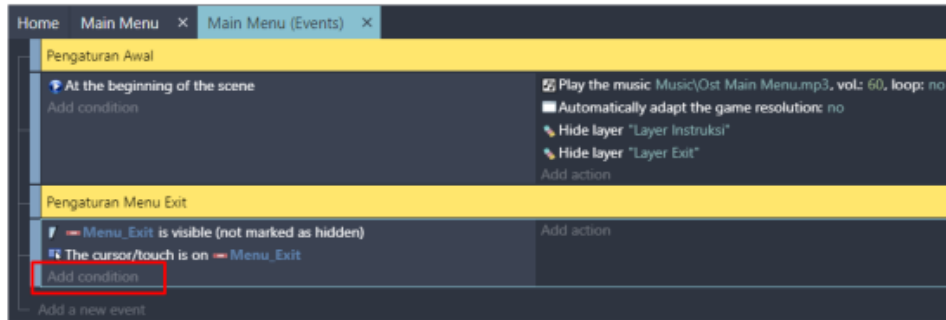 Home Main Menu × Main Menu (Events) ×
Pengaturan Awal
At the beginning of the scene
Add condition
Play the music Music\Ost Main Menu.mp3, vol.: 60, loop: no
Automatically adapt the game resolution: no
Hide layer "Layer Instruksi"
Hide layer "Layer Exit"
Add action
Pengaturan Menu Exit
Menu_Exit is visible (not marked as hidden)
The cursor/touch is on Menu_Exit
Add condition
Add action
Add a new event